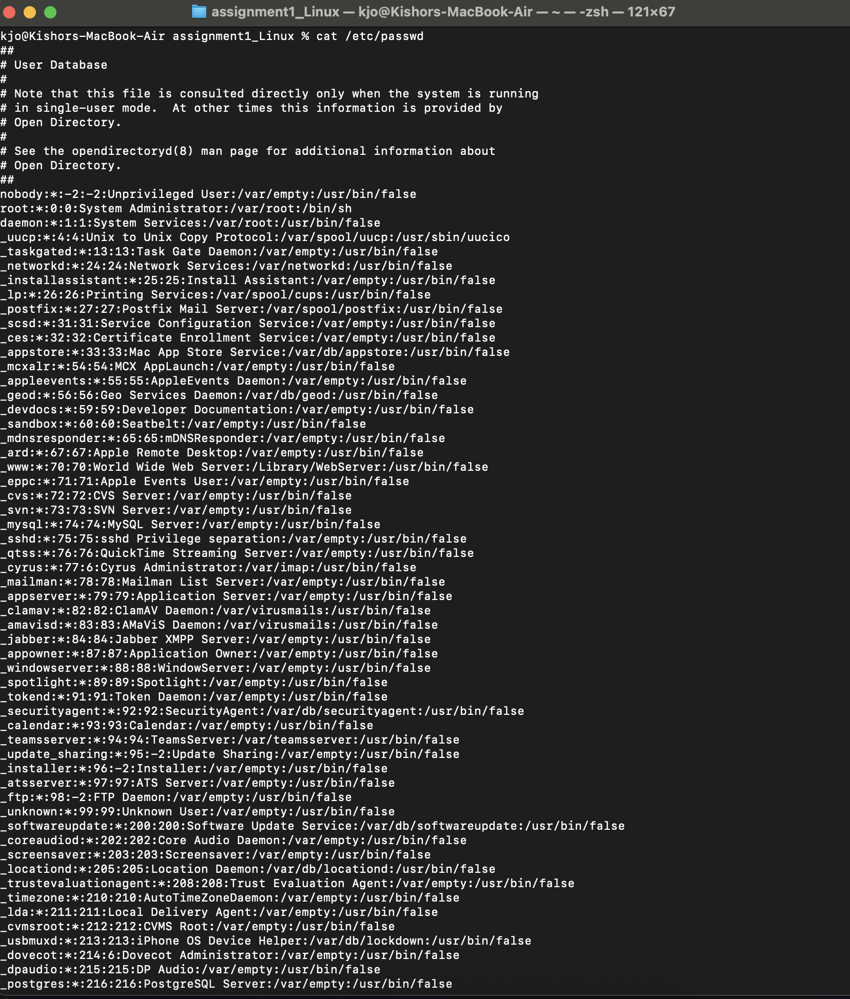 assignment1_Linux — kjo@Kishors-MacBook-Air — ~ — -zsh — 121×67
kjo@Kishors-MacBook-Air assignment1_Linux % cat /etc/passwd
##
# User Database
#
# Note that this file is consulted directly only when the system is running
# in single-user mode.  At other times this information is provided by
# Open Directory.
#
# See the opendirectoryd(8) man page for additional information about
# Open Directory.
##
nobody:*:-2:-2:Unprivileged User:/var/empty:/usr/bin/false
root:*:0:0:System Administrator:/var/root:/bin/sh
daemon:*:1:1:System Services:/var/root:/usr/bin/false
_uucp:*:4:4:Unix to Unix Copy Protocol:/var/spool/uucp:/usr/sbin/uucico
_taskgated:*:13:13:Task Gate Daemon:/var/empty:/usr/bin/false
_networkd:*:24:24:Network Services:/var/networkd:/usr/bin/false
_installassistant:*:25:25:Install Assistant:/var/empty:/usr/bin/false
_lp:*:26:26:Printing Services:/var/spool/cups:/usr/bin/false
_postfix:*:27:27:Postfix Mail Server:/var/spool/postfix:/usr/bin/false
_scsd:*:31:31:Service Configuration Service:/var/empty:/usr/bin/false
_ces:*:32:32:Certificate Enrollment Service:/var/empty:/usr/bin/false
_appstore:*:33:33:Mac App Store Service:/var/db/appstore:/usr/bin/false
_mcxalr:*:54:54:MCX AppLaunch:/var/empty:/usr/bin/false
_appleevents:*:55:55:AppleEvents Daemon:/var/empty:/usr/bin/false
_geod:*:56:56:Geo Services Daemon:/var/db/geod:/usr/bin/false
_devdocs:*:59:59:Developer Documentation:/var/empty:/usr/bin/false
_sandbox:*:60:60:Seatbelt:/var/empty:/usr/bin/false
_mdnsresponder:*:65:65:mDNSResponder:/var/empty:/usr/bin/false
_ard:*:67:67:Apple Remote Desktop:/var/empty:/usr/bin/false
_www:*:70:70:World Wide Web Server:/Library/WebServer:/usr/bin/false
_eppc:*:71:71:Apple Events User:/var/empty:/usr/bin/false
_cvs:*:72:72:CVS Server:/var/empty:/usr/bin/false
_svn:*:73:73:SVN Server:/var/empty:/usr/bin/false
_mysql:*:74:74:MySQL Server:/var/empty:/usr/bin/false
_sshd:*:75:75:sshd Privilege separation:/var/empty:/usr/bin/false
_qtss:*:76:76:QuickTime Streaming Server:/var/empty:/usr/bin/false
_cyrus:*:77:6:Cyrus Administrator:/var/imap:/usr/bin/false
_mailman:*:78:78:Mailman List Server:/var/empty:/usr/bin/false
_appserver:*:79:79:Application Server:/var/empty:/usr/bin/false
_clamav:*:82:82:ClamAV Daemon:/var/virusmails:/usr/bin/false
_amavisd:*:83:83:AMaViS Daemon:/var/virusmails:/usr/bin/false
_jabber:*:84:84:Jabber XMPP Server:/var/empty:/usr/bin/false
_appowner:*:87:87:Application Owner:/var/empty:/usr/bin/false
_windowserver:*:88:88:WindowServer:/var/empty:/usr/bin/false
_spotlight:*:89:89:Spotlight:/var/empty:/usr/bin/false
_tokend:*:91:91:Token Daemon:/var/empty:/usr/bin/false
_securityagent:*:92:92:SecurityAgent:/var/db/securityagent:/usr/bin/false
_calendar:*:93:93:Calendar:/var/empty:/usr/bin/false
_teamsserver:*:94:94:TeamsServer:/var/teamsserver:/usr/bin/false
_update_sharing:*:95:-2:Update Sharing:/var/empty:/usr/bin/false
_installer:*:96:-2:Installer:/var/empty:/usr/bin/false
_atsserver:*:97:97:ATS Server:/var/empty:/usr/bin/false
_ftp:*:98:-2:FTP Daemon:/var/empty:/usr/bin/false
_unknown:*:99:99:Unknown User:/var/empty:/usr/bin/false
_softwareupdate:*:200:200:Software Update Service:/var/db/softwareupdate:/usr/bin/false
_coreaudiod:*:202:202:Core Audio Daemon:/var/empty:/usr/bin/false
_screensaver:*:203:203:Screensaver:/var/empty:/usr/bin/false
_locationd:*:205:205:Location Daemon:/var/db/locationd:/usr/bin/false
_trustevaluationagent:*:208:208:Trust Evaluation Agent:/var/empty:/usr/bin/false
_timezone:*:210:210:AutoTimeZoneDaemon:/var/empty:/usr/bin/false
_lda:*:211:211:Local Delivery Agent:/var/empty:/usr/bin/false
_cvmsroot:*:212:212:CVMS Root:/var/empty:/usr/bin/false
_usbmuxd:*:213:213:iPhone OS Device Helper:/var/db/lockdown:/usr/bin/false
_dovecot:*:214:6:Dovecot Administrator:/var/empty:/usr/bin/false
_dpaudio:*:215:215:DP Audio:/var/empty:/usr/bin/false
_postgres:*:216:216:PostgreSQL Server:/var/empty:/usr/bin/false